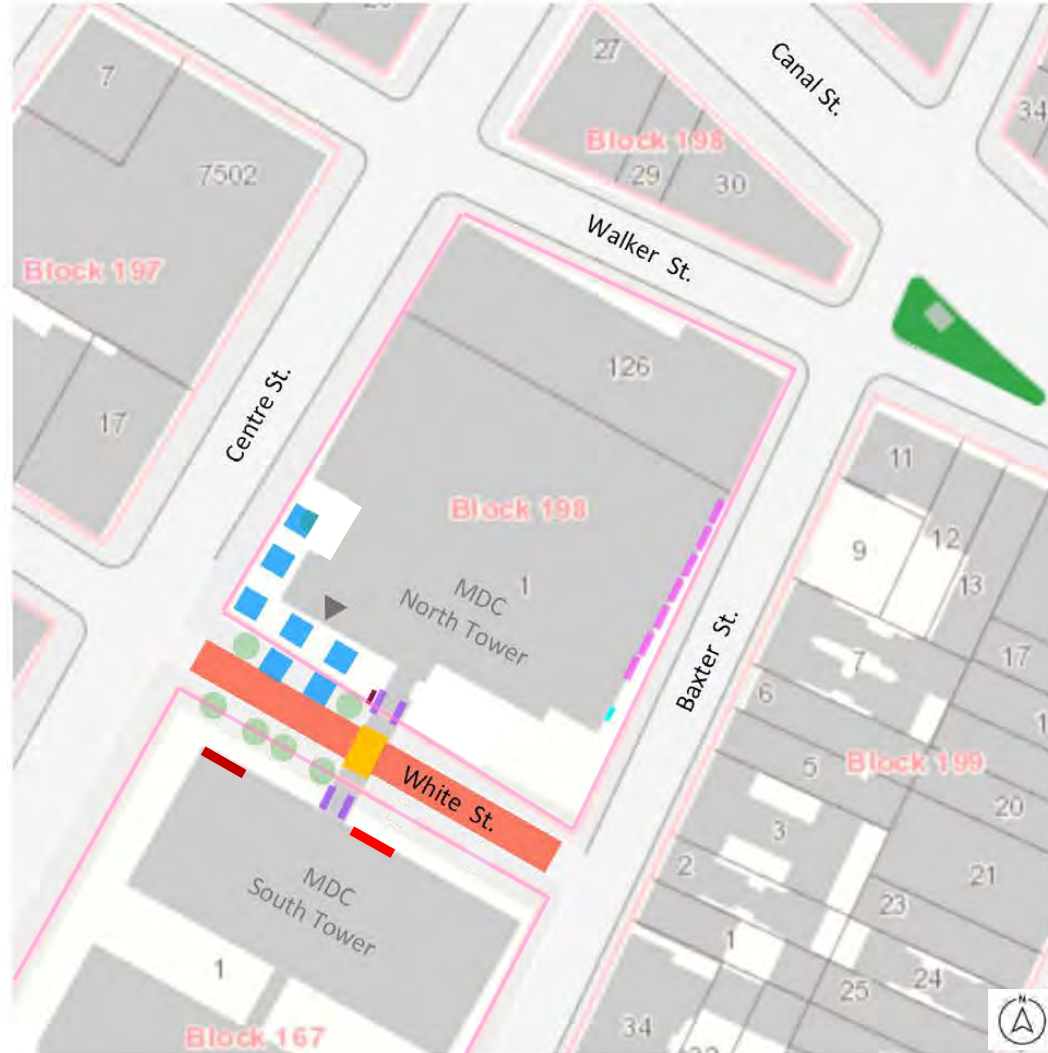 7
27
Canal St.
34
Block 198
7502
29
30
Walker St.
Block 197
126
17
Centre St.
11
Block 198
9
12
13
MDC
North Tower
1
Baxter St.
7
17
6
5
Block 199
White St.
20
3
2
21
MDC
South Tower
23
1
1
24
25
Block 167
34
N